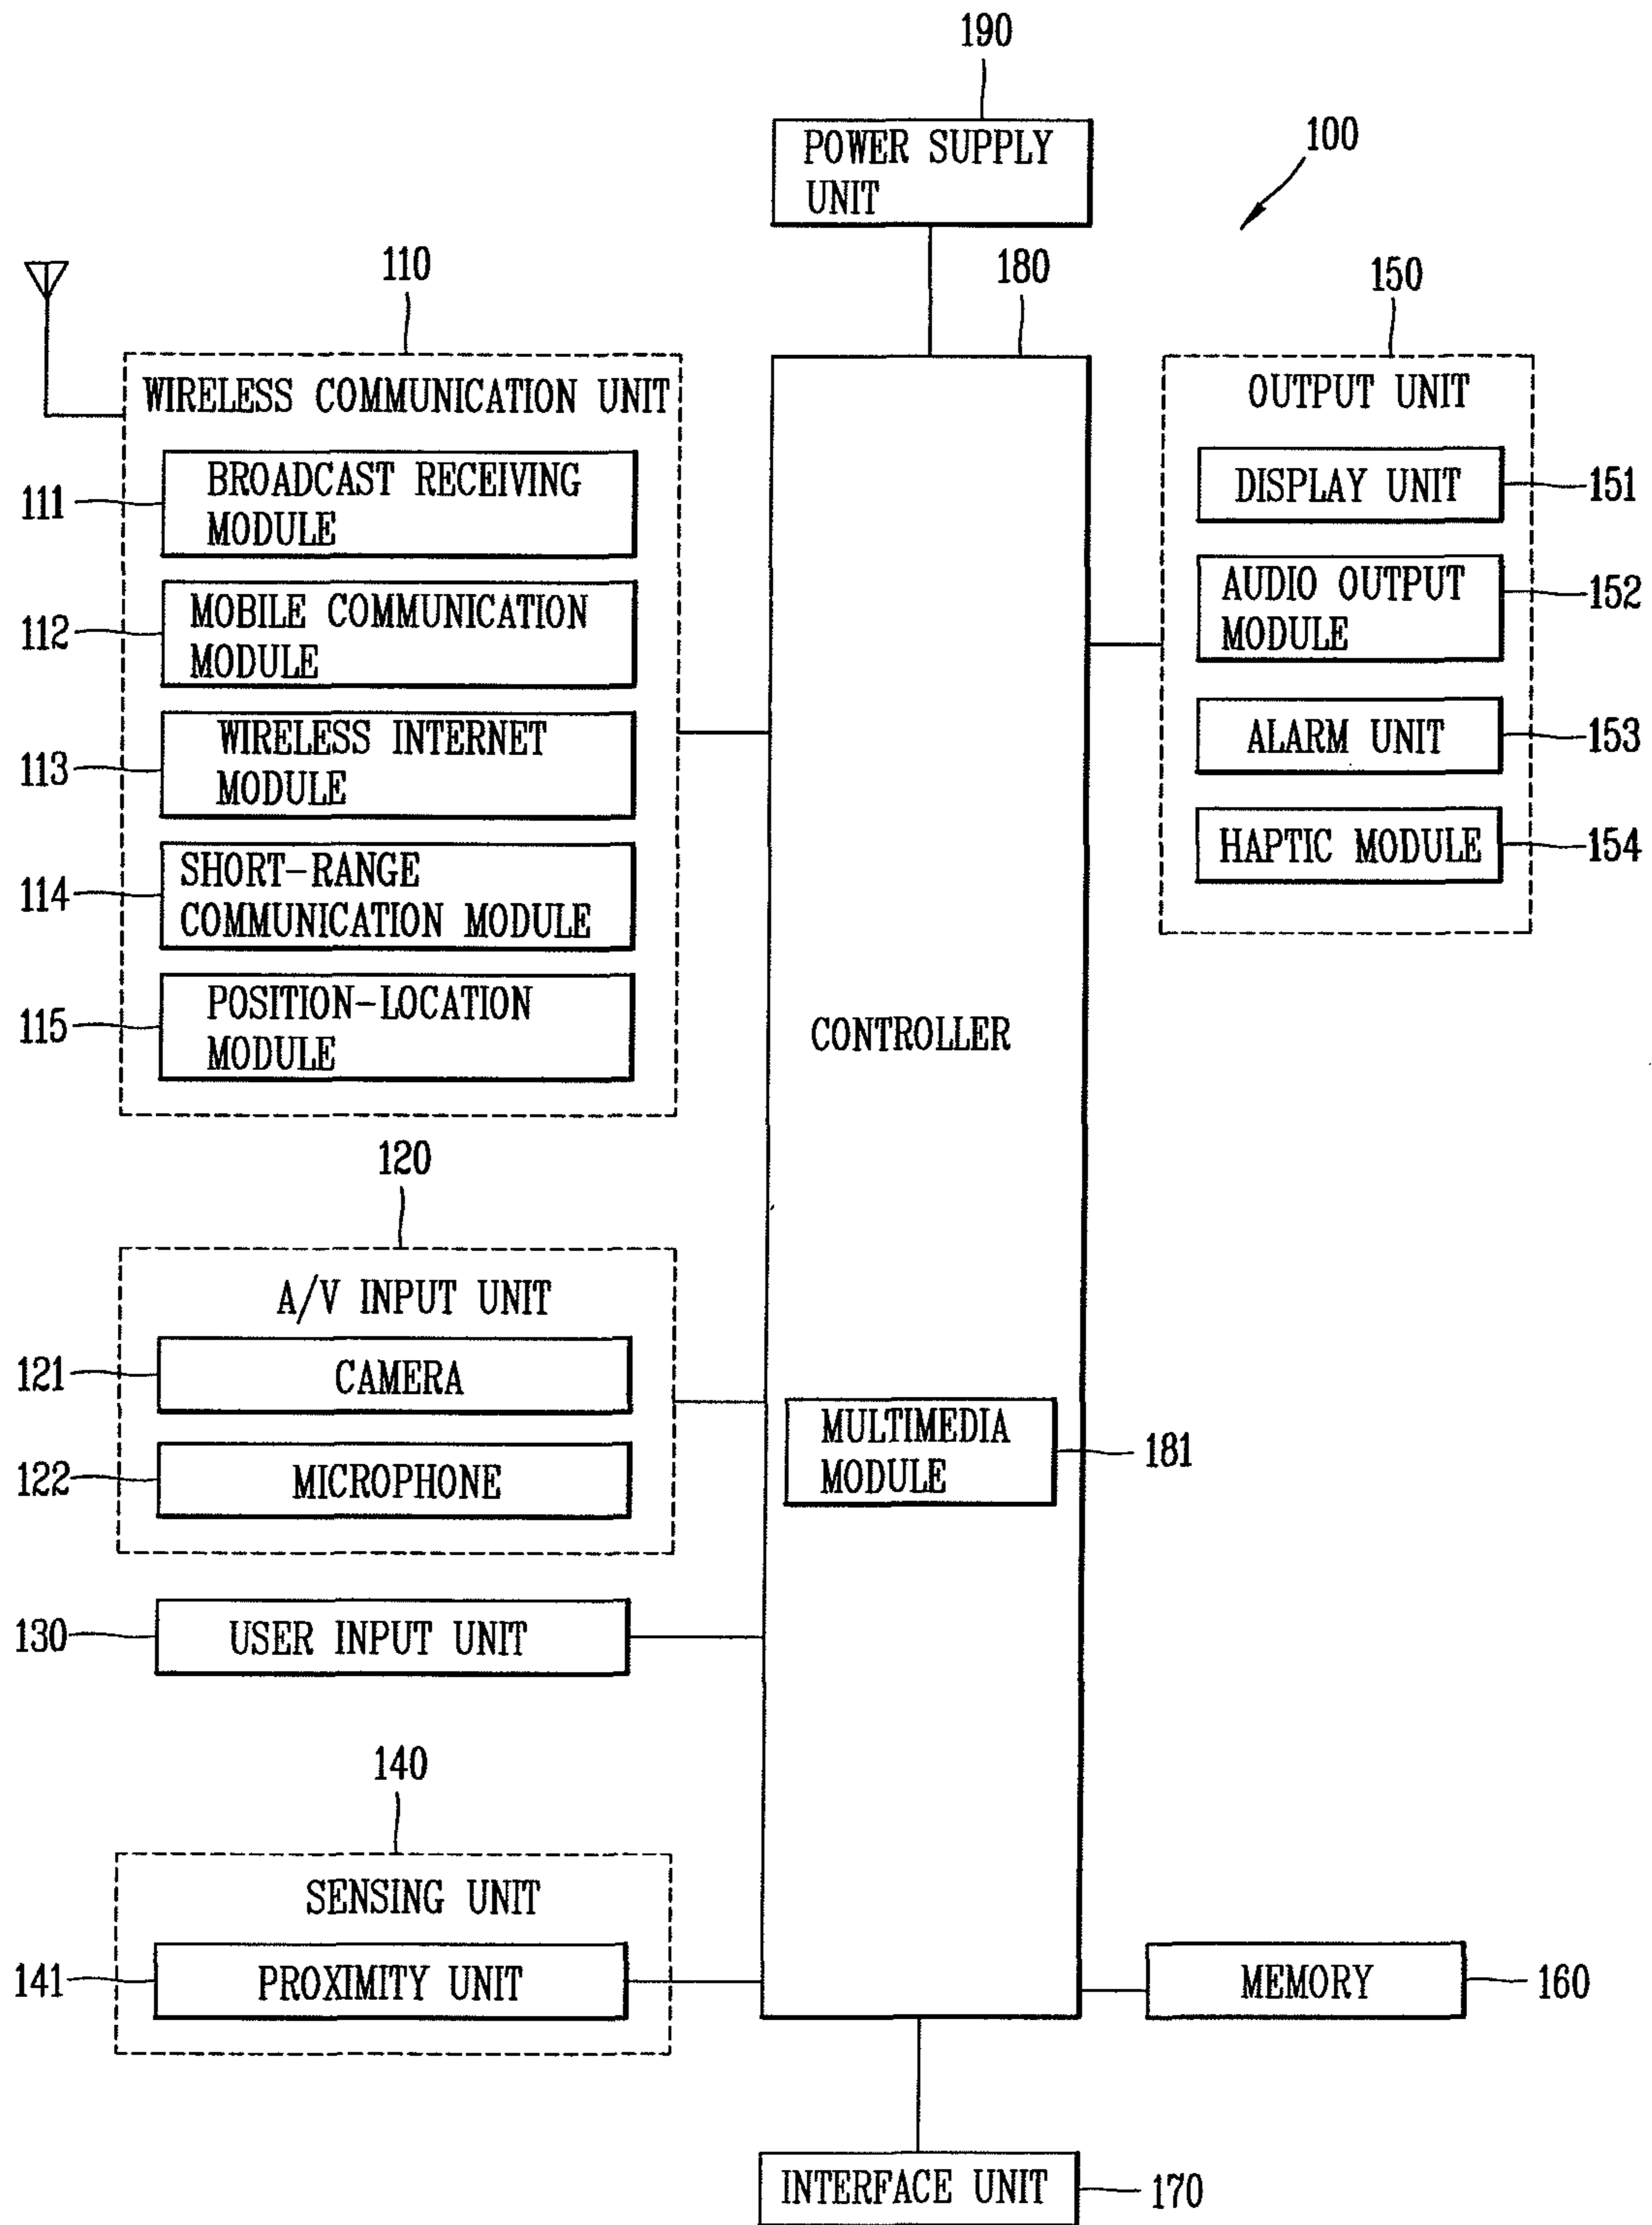 190
POWER SUPPLY
UNIT
100
110
180
150
WIRELESS COMMUNICATION UNIT
111
BROADCAST RECEIVING
MODULE
112
MOBILE COMMUNICATION
MODULE
113
WIRELESS INTERNET
MODULE
114
SHORT-RANGE
COMMUNICATION MODULE
115
POSITION-LOCATION
MODULE
OUTPUT UNIT
DISPLAY UNIT
151
AUDIO OUTPUT
MODULE
152
ALARM UNIT
153
HAPTIC MODULE
154
CONTROLLER
120
A/V INPUT UNIT
121
CAMERA
122
MICROPHONE
MULTIMEDIA
MODULE
181
130
USER INPUT UNIT
140
SENSING UNIT
141
PROXIMITY UNIT
MEMORY
160
INTERFACE UNIT
170